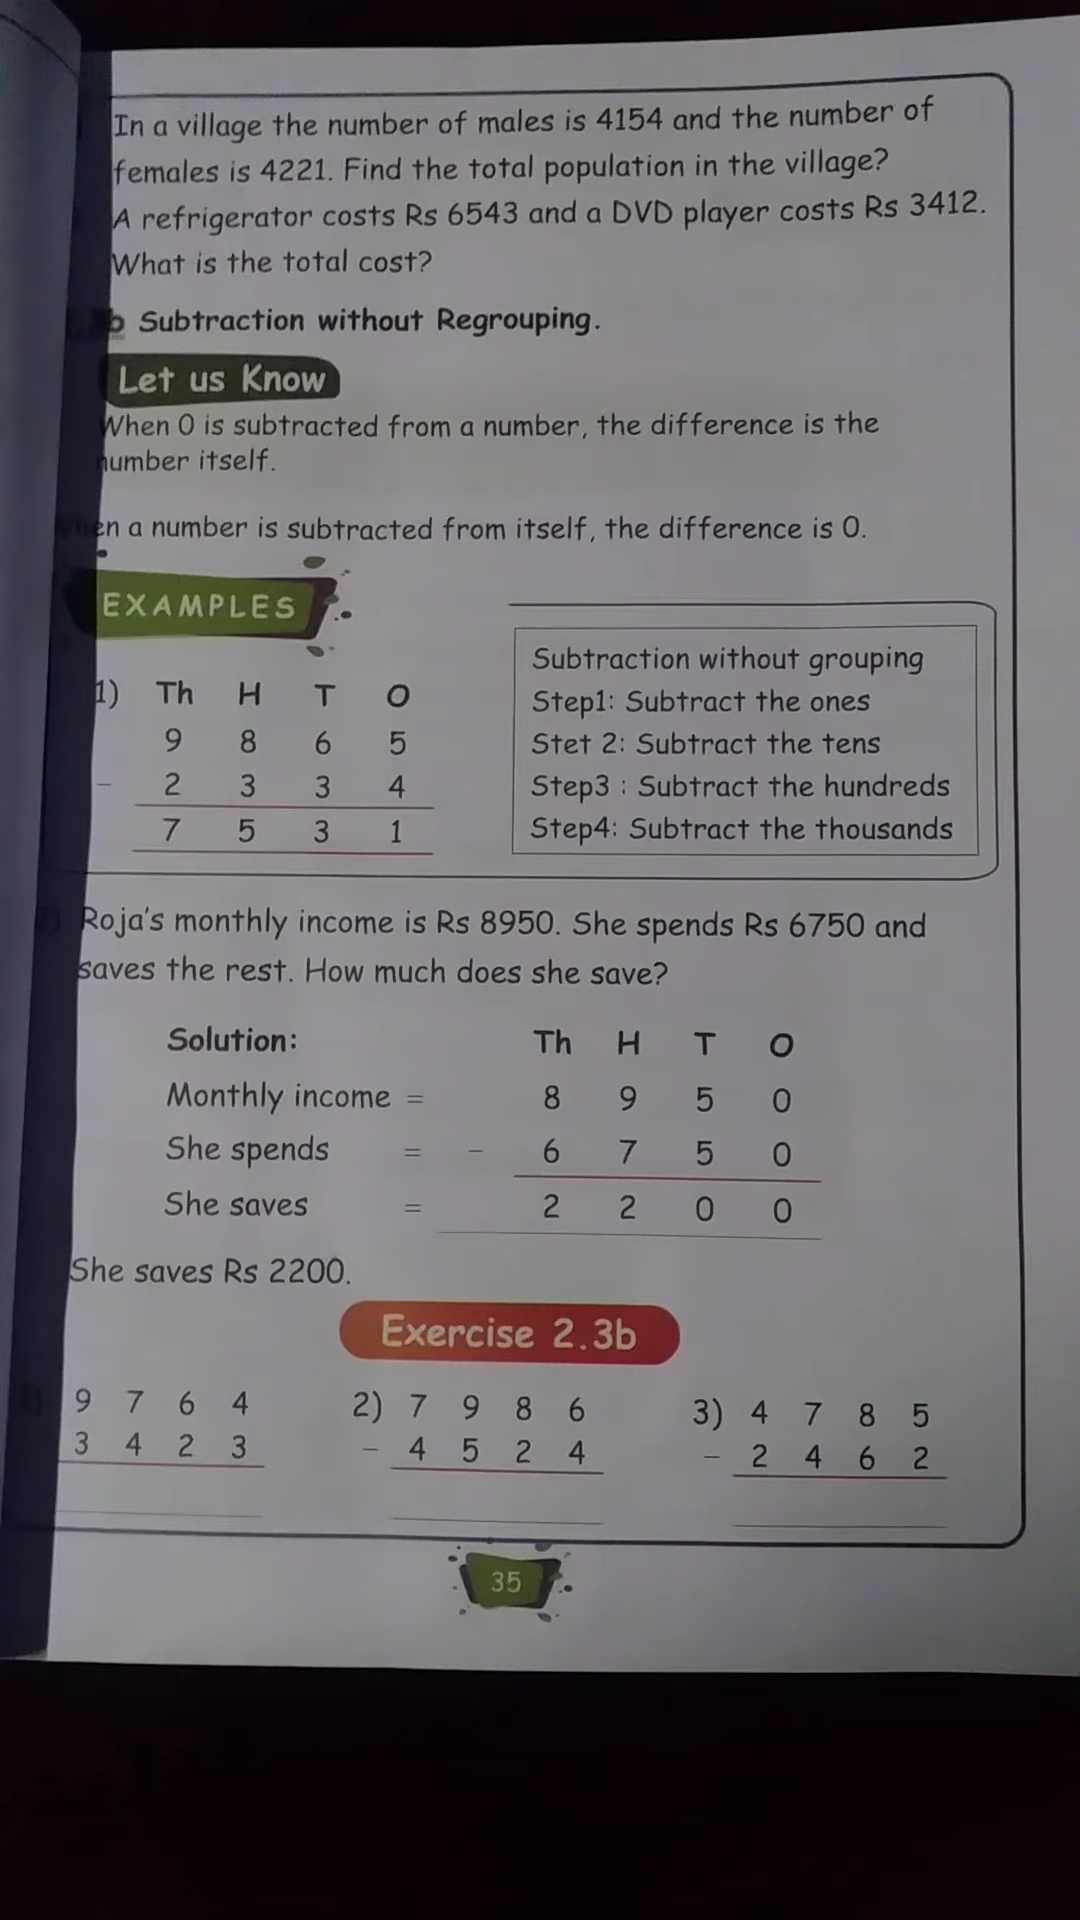 In a village the number of males is 4154 and the number of
females is 4221. Find the total population in the village?
A refrigerator costs Rs 6543 and a DVD player costs Rs 3412.
What is the total cost?
b Subtraction without Regrouping.
Let us Know
When 0 is subtracted from a number, the difference is the
number itself.
When a number is subtracted from itself, the difference is 0.
EXAMPLES
1) Th H T O
9 8 6 5
- 2 3 3 4
7 5 3 1
Subtraction without grouping
Step1: Subtract the ones
Stet 2: Subtract the tens
Step3 : Subtract the hundreds
Step4: Subtract the thousands
Roja's monthly income is Rs 8950. She spends Rs 6750 and
saves the rest. How much does she save?
Solution: Th H T O
Monthly income = 8 9 5 0
She spends = - 6 7 5 0
She saves = 2 2 0 0
She saves Rs 2200.
Exercise 2.3b
9 7 6 4
3 4 2 3
2) 7 9 8 6
- 4 5 2 4
3) 4 7 8 5
- 2 4 6 2
35